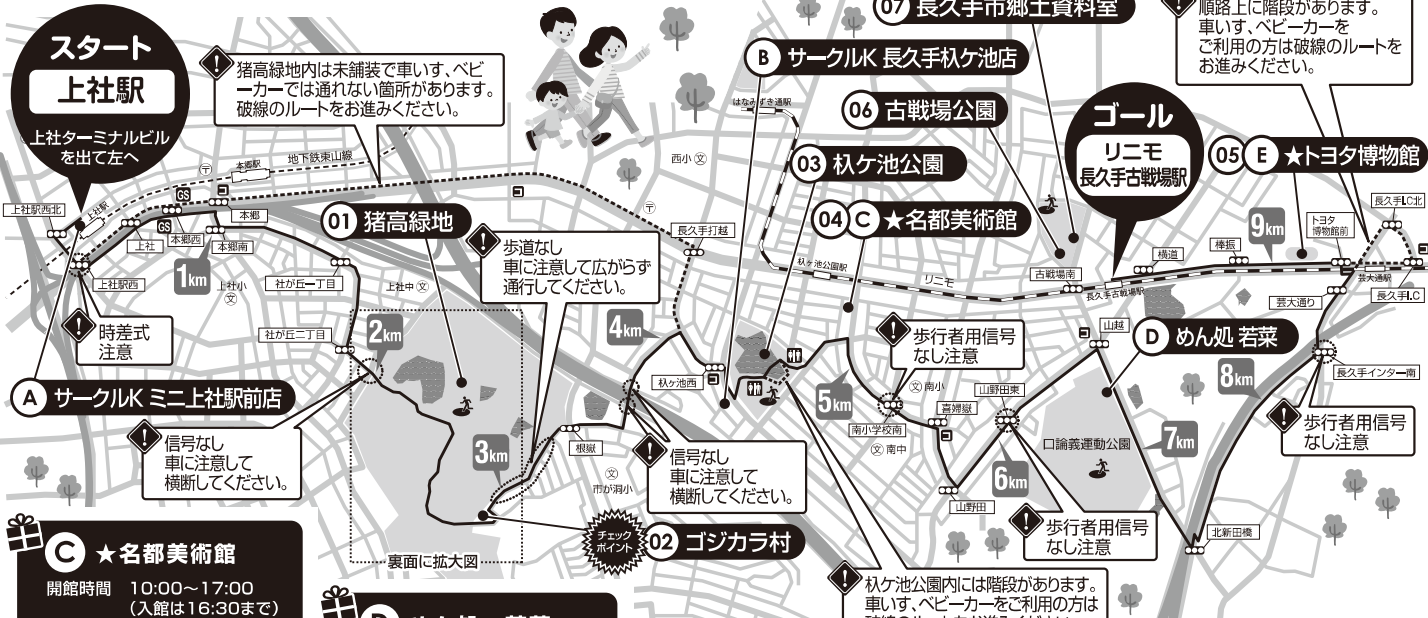 スタート
上社駅
上社ターミナルビル
を出て左へ
猪高緑地内は未舗装で車いす、ベビ
ーカーでは通れない箇所があります。
破線のルートをお進みください。
07 長久手市郷土資料室
順路上に階段があります。
車いす、ベビーカーを
ご利用の方は破線のルートを
お進みください。
B サークルK 長久手杁ケ池店
はなみずき通駅
06 古戦場公園
ゴール
リニモ
長久手古戦場駅
03 杁ケ池公園
05 E ★トヨタ博物館
04 C ★名都美術館
01 猪高緑地
上社駅西北
上社駅
本郷駅
地下鉄東山線
GS
GS
上社
本郷西
本郷
本郷南
上社駅西
1km
上社小
文
社が丘一丁目
上社中 文
西小 文
長久手打越
歩道なし
車に注意して広がらず
通行してください。
杁ヶ池公園駅
リニモ
古戦場南
長久手古戦場駅
横道
棒振
9km
トヨタ
博物館前
長久手I.C北
芸大通駅
長久手I.C
芸大通り
時差式
注意
社が丘二丁目
2km
4km
歩行者用信号
なし注意
山越
D めん処 若菜
長久手インター南
A サークルK ミニ上社駅前店
杁ヶ池西
5km
文 南小
山野田東
8km
喜婦嶽
南小学校南
文 南中
歩行者用信号
なし注意
信号なし
車に注意して
横断してください。
3km
根嶽
文
市が洞小
信号なし
車に注意して
横断してください。
口論義運動公園
7km
6km
山野田
歩行者用信号
なし注意
北新田橋
チェック
ポイント
02 ゴジカラ村
裏面に拡大図
C ★名都美術館
開館時間 10:00～17:00
（入館は16:30まで）
杁ケ池公園内には階段があります。
車いす、ベビーカーをご利用の方は